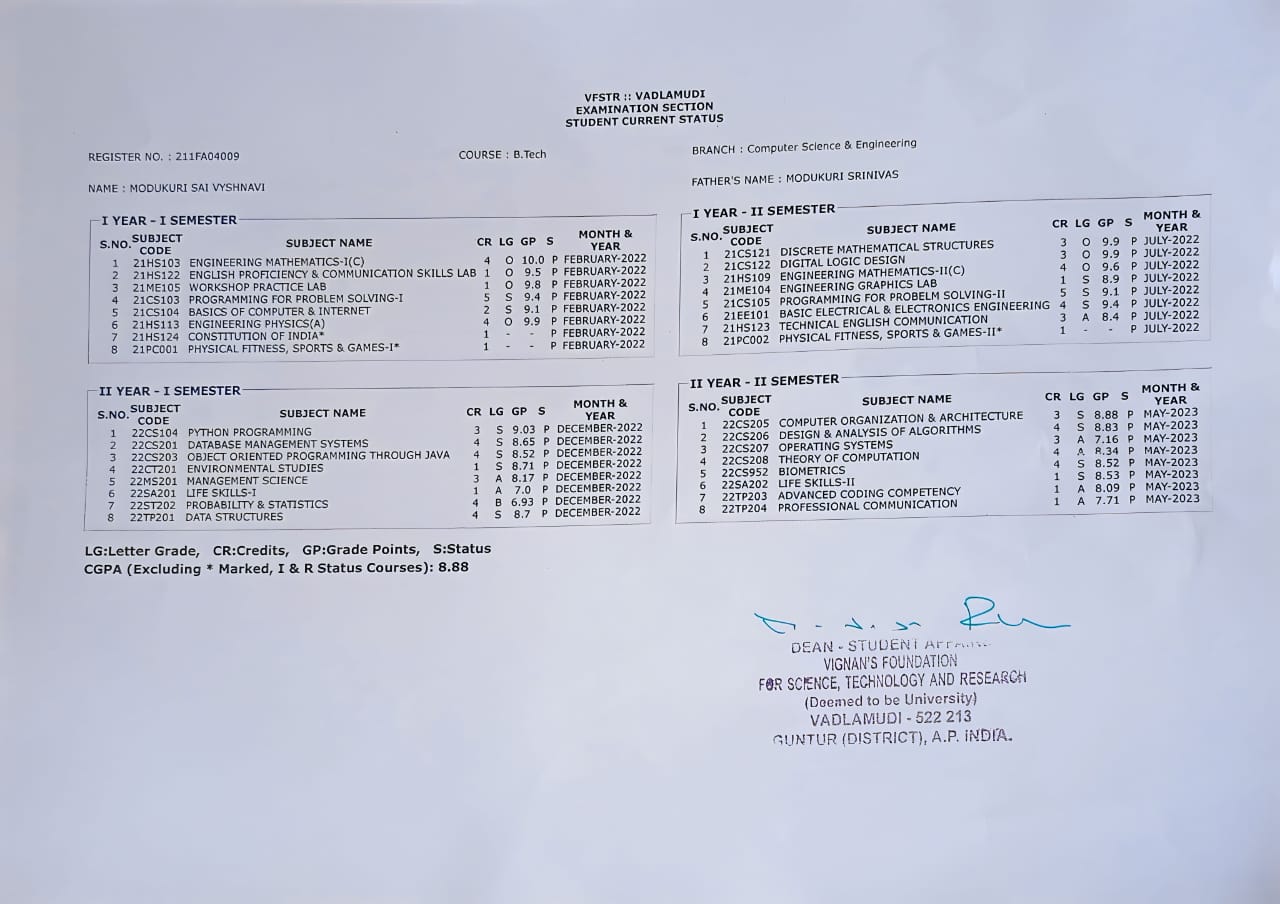 VFSTR :: VADLAMUDI
EXAMINATION SECTION
STUDENT CURRENT STATUS
REGISTER NO. : 211FA04009 COURSE : B.Tech BRANCH : Computer Science & Engineering
NAME : MODUKURI SAI VYSHNAVI FATHER'S NAME : MODUKURI SRINIVAS
I YEAR - I SEMESTER
S.NO. SUBJECT CODE SUBJECT NAME CR LG GP S MONTH & YEAR
1 21HS103 ENGINEERING MATHEMATICS-I(C) 4 O 10.0 P FEBRUARY-2022
2 21HS122 ENGLISH PROFICIENCY & COMMUNICATION SKILLS LAB 1 O 9.5 P FEBRUARY-2022
3 21ME105 WORKSHOP PRACTICE LAB 1 O 9.8 P FEBRUARY-2022
4 21CS103 PROGRAMMING FOR PROBLEM SOLVING-I 5 S 9.4 P FEBRUARY-2022
5 21CS104 BASICS OF COMPUTER & INTERNET 2 S 9.1 P FEBRUARY-2022
6 21HS113 ENGINEERING PHYSICS(A) 4 O 9.9 P FEBRUARY-2022
7 21HS124 CONSTITUTION OF INDIA* 1 - - P FEBRUARY-2022
8 21PC001 PHYSICAL FITNESS, SPORTS & GAMES-I* 1 - - P FEBRUARY-2022
I YEAR - II SEMESTER
S.NO. SUBJECT CODE SUBJECT NAME CR LG GP S MONTH & YEAR
1 21CS121 DISCRETE MATHEMATICAL STRUCTURES 3 O 9.9 P JULY-2022
2 21CS122 DIGITAL LOGIC DESIGN 3 O 9.9 P JULY-2022
3 21HS109 ENGINEERING MATHEMATICS-II(C) 4 O 9.6 P JULY-2022
4 21ME104 ENGINEERING GRAPHICS LAB 1 S 8.9 P JULY-2022
5 21CS105 PROGRAMMING FOR PROBELM SOLVING-II 5 S 9.1 P JULY-2022
6 21EE101 BASIC ELECTRICAL & ELECTRONICS ENGINEERING 4 S 9.4 P JULY-2022
7 21HS123 TECHNICAL ENGLISH COMMUNICATION 3 A 8.4 P JULY-2022
8 21PC002 PHYSICAL FITNESS, SPORTS & GAMES-II* 1 - - P JULY-2022
II YEAR - I SEMESTER
S.NO. SUBJECT CODE SUBJECT NAME CR LG GP S MONTH & YEAR
1 22CS104 PYTHON PROGRAMMING 3 S 9.03 P DECEMBER-2022
2 22CS201 DATABASE MANAGEMENT SYSTEMS 4 S 8.65 P DECEMBER-2022
3 22CS203 OBJECT ORIENTED PROGRAMMING THROUGH JAVA 4 S 8.52 P DECEMBER-2022
4 22CT201 ENVIRONMENTAL STUDIES 1 S 8.71 P DECEMBER-2022
5 22MS201 MANAGEMENT SCIENCE 3 A 8.17 P DECEMBER-2022
6 22SA201 LIFE SKILLS-I 1 A 7.0 P DECEMBER-2022
7 22ST202 PROBABILITY & STATISTICS 4 B 6.93 P DECEMBER-2022
8 22TP201 DATA STRUCTURES 4 S 8.7 P DECEMBER-2022
II YEAR - II SEMESTER
S.NO. SUBJECT CODE SUBJECT NAME CR LG GP S MONTH & YEAR
1 22CS205 COMPUTER ORGANIZATION & ARCHITECTURE 3 S 8.88 P MAY-2023
2 22CS206 DESIGN & ANALYSIS OF ALGORITHMS 4 S 8.83 P MAY-2023
3 22CS207 OPERATING SYSTEMS 3 A 7.16 P MAY-2023
4 22CS208 THEORY OF COMPUTATION 4 A 8.34 P MAY-2023
5 22CS952 BIOMETRICS 4 S 8.52 P MAY-2023
6 22SA202 LIFE SKILLS-II 1 S 8.53 P MAY-2023
7 22TP203 ADVANCED CODING COMPETENCY 1 A 8.09 P MAY-2023
8 22TP204 PROFESSIONAL COMMUNICATION 1 A 7.71 P MAY-2023
LG:Letter Grade, CR:Credits, GP:Grade Points, S:Status
CGPA (Excluding * Marked, I & R Status Courses): 8.88
DEAN - STUDENT
VIGNAN'S FOUNDATION
FOR SCIENCE, TECHNOLOGY AND RESEARCH
(Deemed to be University)
VADLAMUDI - 522 213
GUNTUR (DISTRICT), A.P. INDIA.